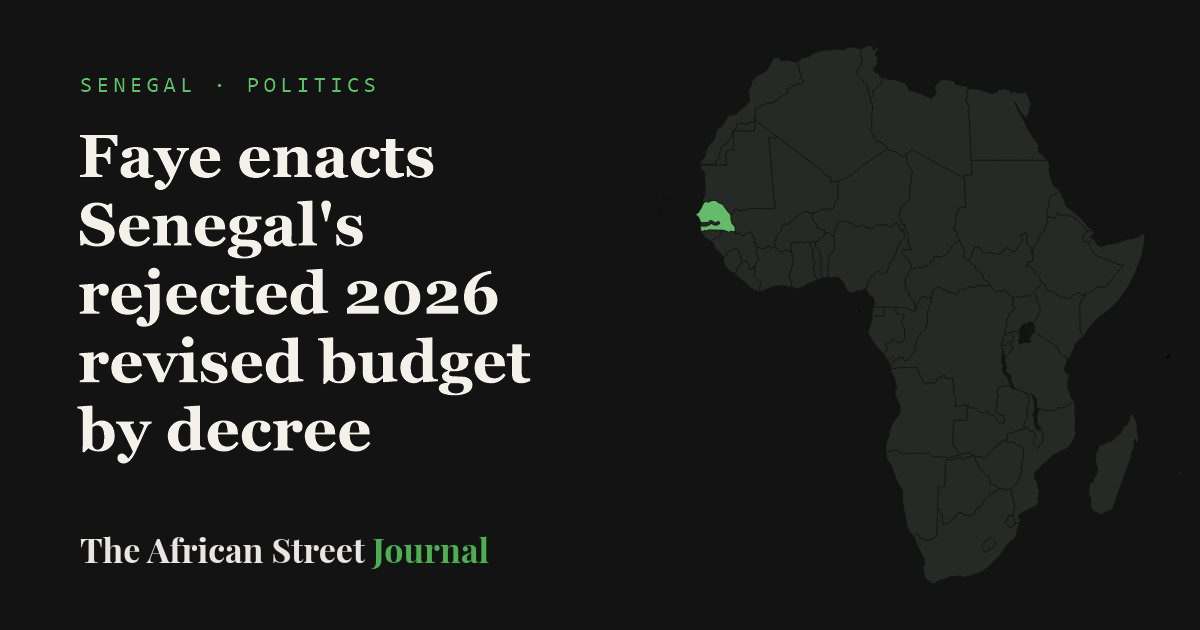 SENEGAL · POLITICS
Faye enacts
Senegal's
rejected 2026
revised budget
by decree
The African Street Journal